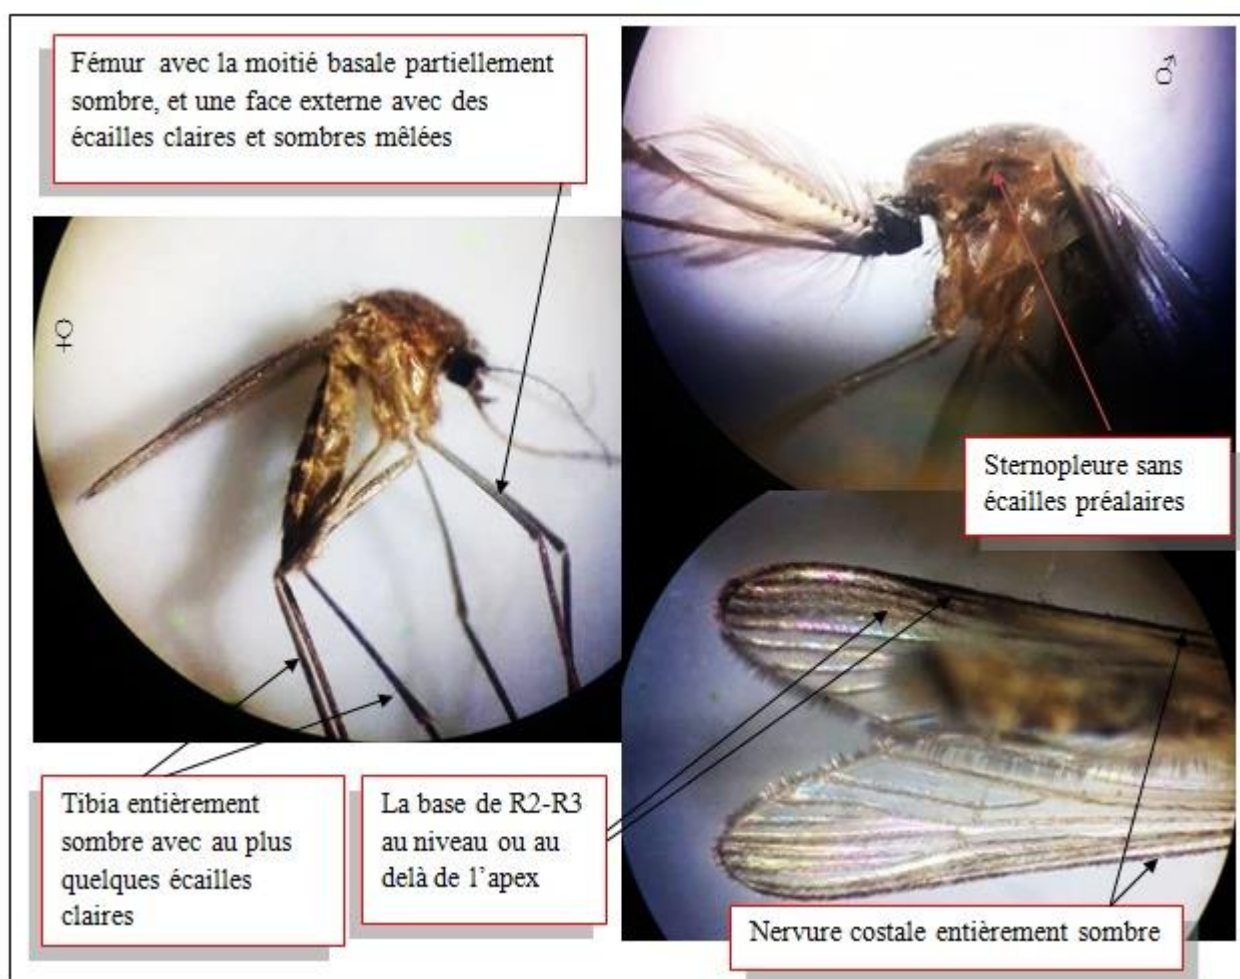 Fémur avec la moitié basale partiellement
sombre, et une face externe avec des
écailles claires et sombres mêlées
♂
♀
Sternopleure sans
écailles préalaires
Tibia entièrement
sombre avec au plus
quelques écailles
claires
La base de R2-R3
au niveau ou au
delà de l’apex
Nervure costale entièrement sombre